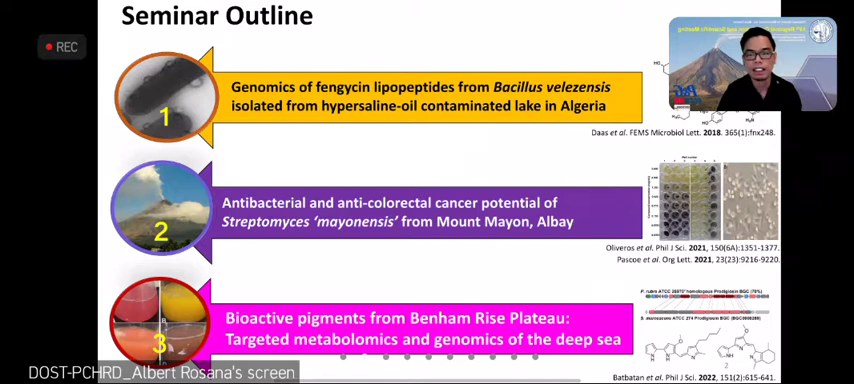 Seminar Outline
REC
1
Genomics of fengycin lipopeptides from Bacillus velezensis
isolated from hypersaline-oil contaminated lake in Algeria
Daas et al. FEMS Microbiol Lett. 2018. 365(1):fnx248.
2
Antibacterial and anti-colorectal cancer potential of
Streptomyces ‘mayonensis’ from Mount Mayon, Albay
Oliveros et al. Phil J Sci. 2021, 150(6A):1351-1377.
Pascoe et al. Org Lett. 2021, 23(23):9216-9220.
3
Bioactive pigments from Benham Rise Plateau:
Targeted metabolomics and genomics of the deep sea
Batbatan et al. Phil J Sci. 2022, 151(2):615-641.
DOST-PCHRD_Albert Rosana's screen